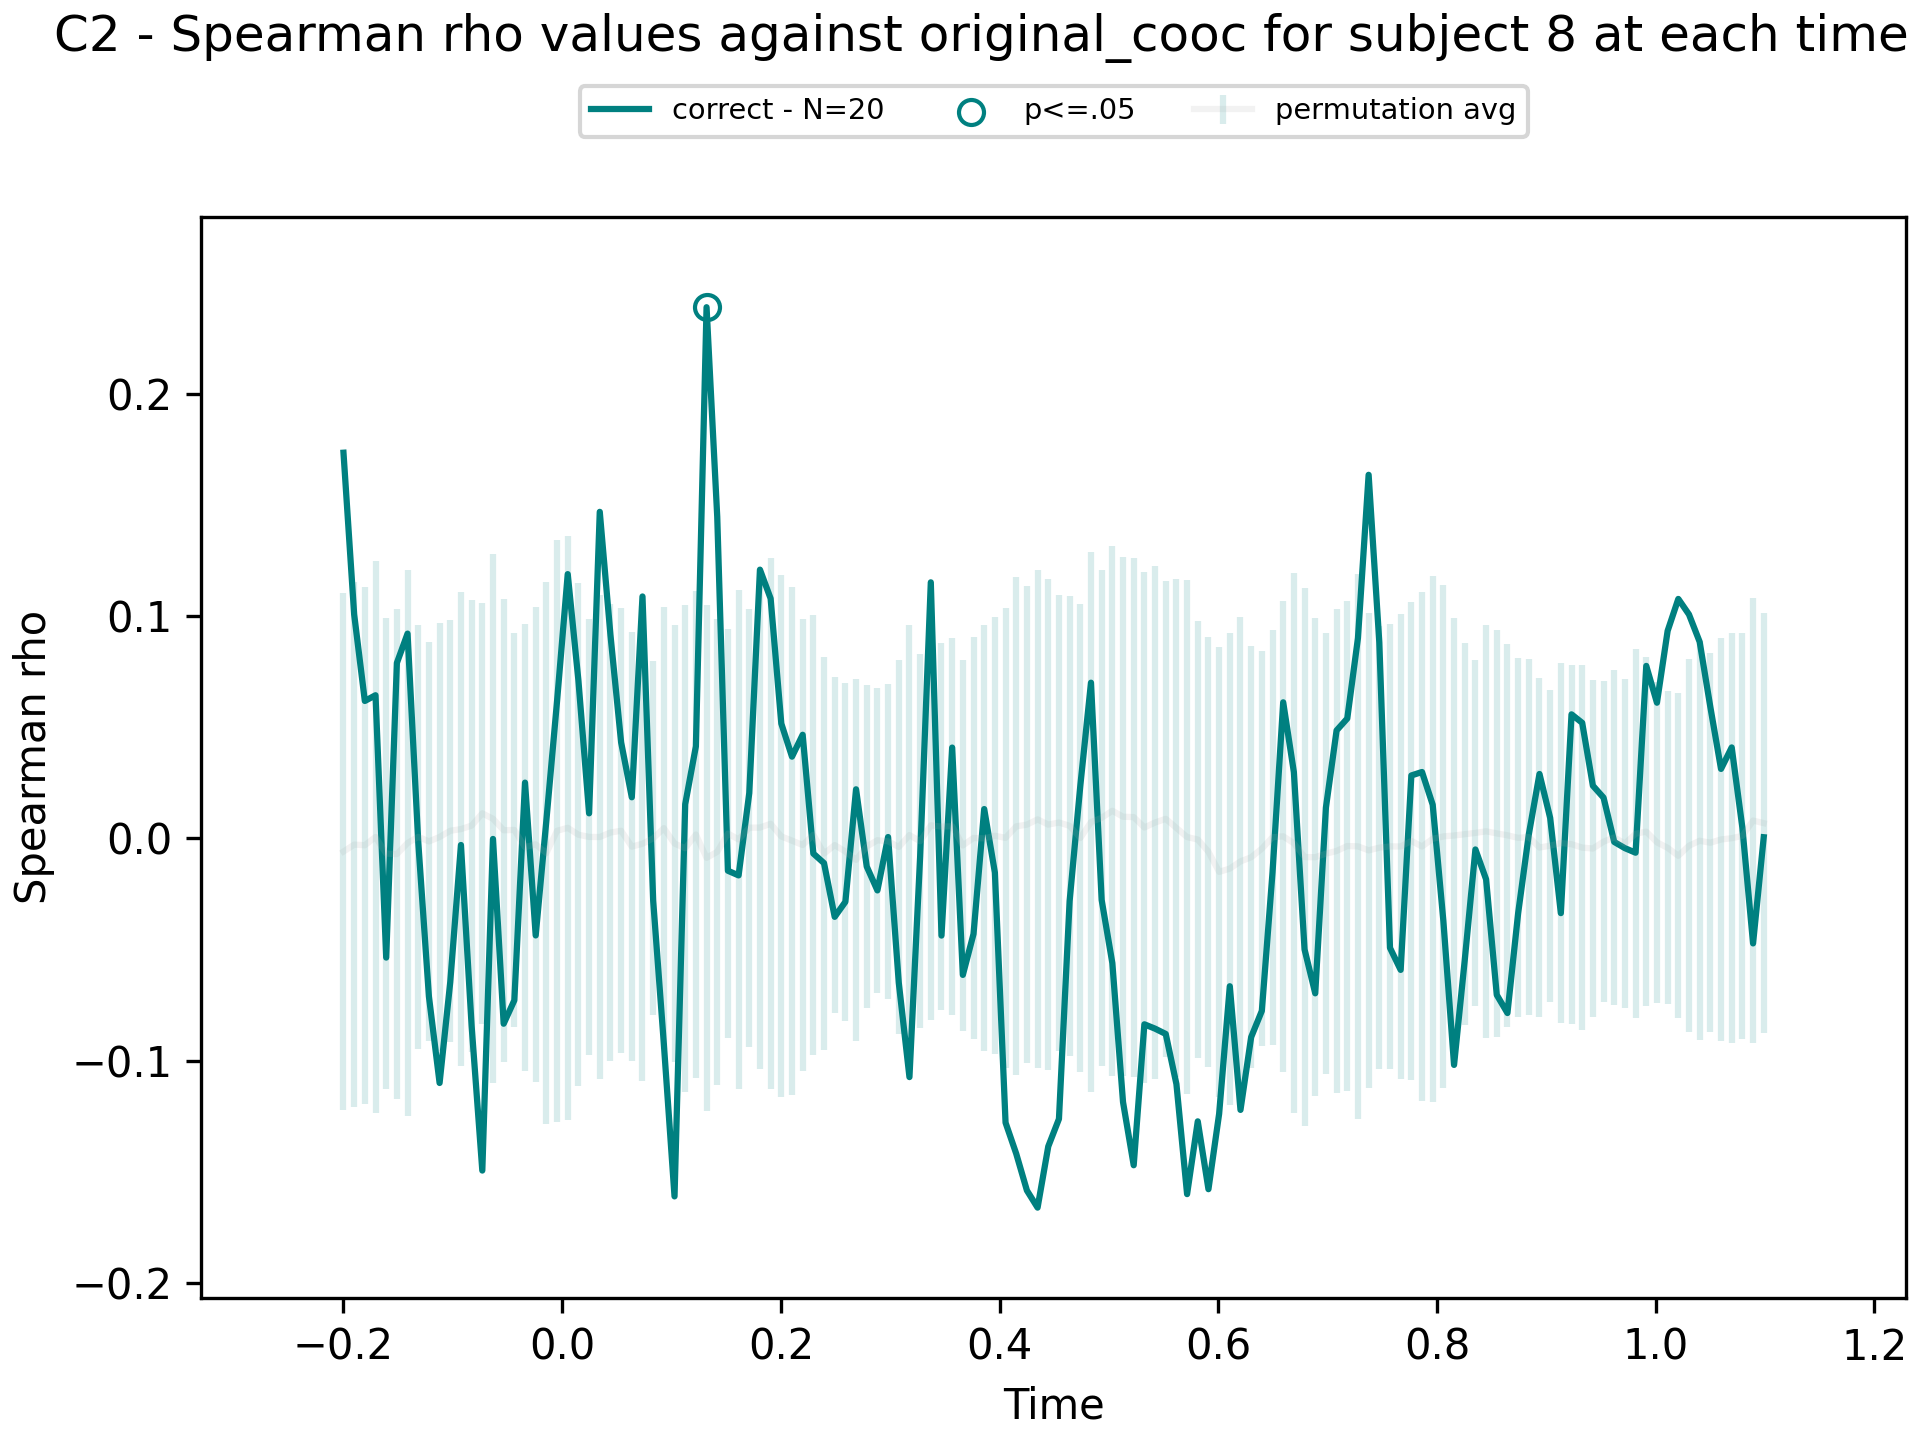 C2 - Spearman rho values against original_cooc for subject 8 at each time
correct - N=20 p<=.05 permutation avg
Spearman rho
0.2
0.1
0.0
−0.1
−0.2
−0.2 0.0 0.2 0.4 0.6 0.8 1.0 1.2
Time